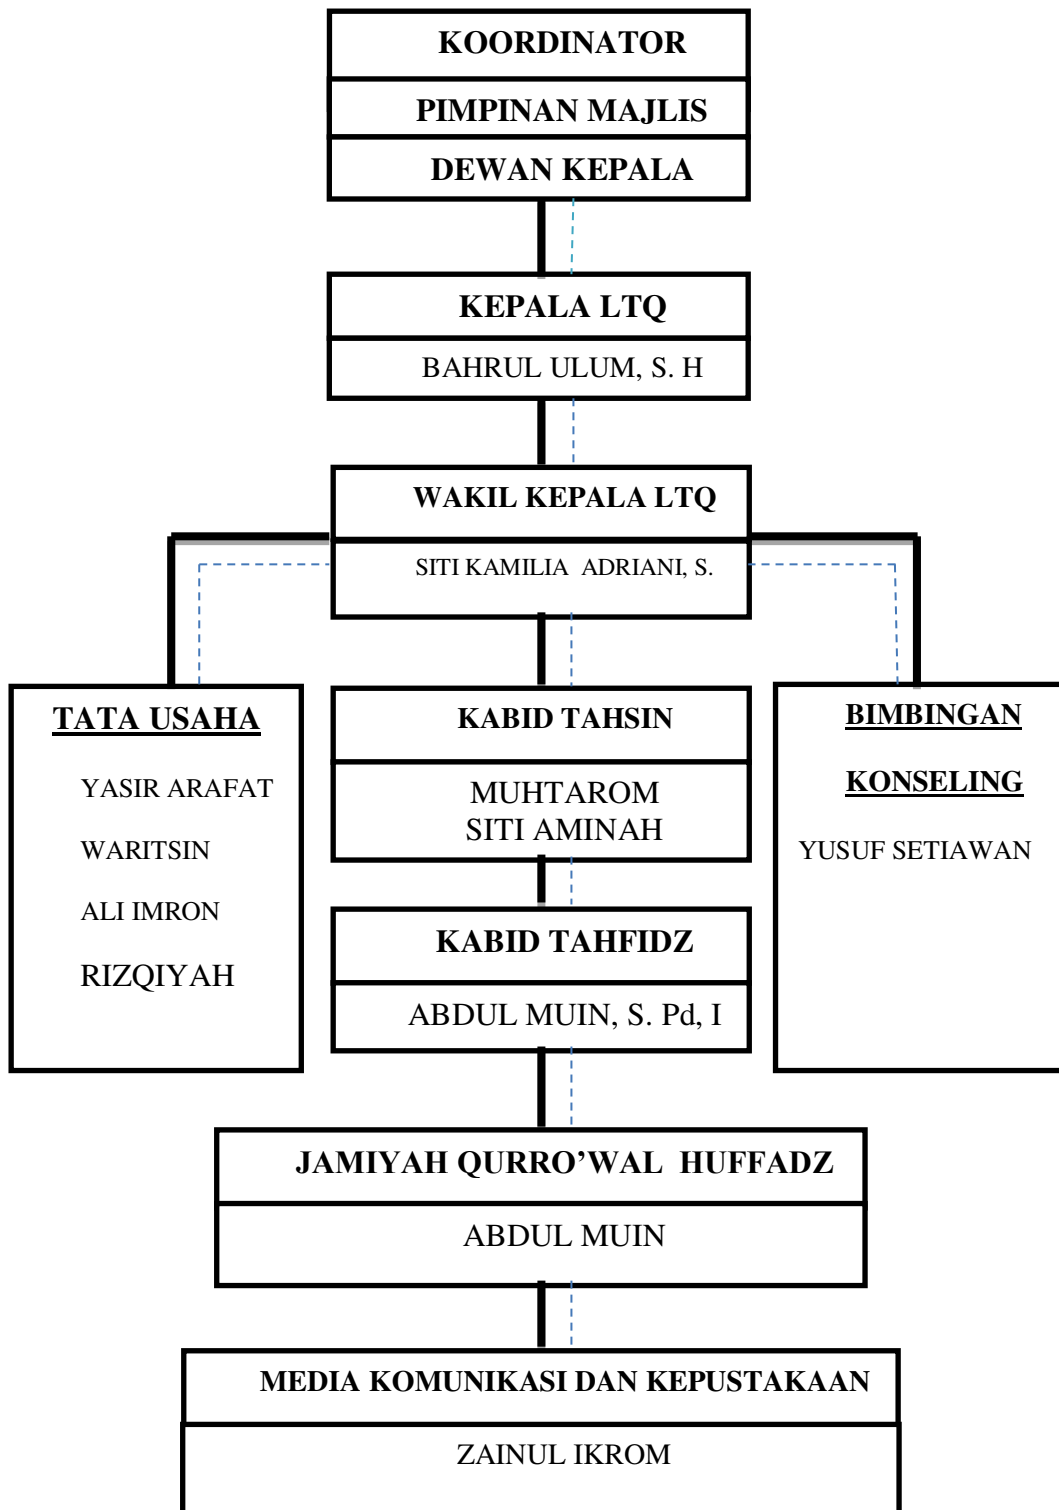 KOORDINATOR
PIMPINAN MAJLIS
DEWAN KEPALA
KEPALA LTQ
BAHRUL ULUM, S. H
WAKIL KEPALA LTQ
SITI KAMILIA ADRIANI, S.
TATA USAHA
YASIR ARAFAT
WARITSIN
ALI IMRON
RIZQIYAH
KABID TAHSIN
MUHTAROM
SITI AMINAH
BIMBINGAN
KONSELING
YUSUF SETIAWAN
KABID TAHFIDZ
ABDUL MUIN, S. Pd, I
JAMIYAH QURRO’WAL HUFFADZ
ABDUL MUIN
MEDIA KOMUNIKASI DAN KEPUSTAKAAN
ZAINUL IKROM